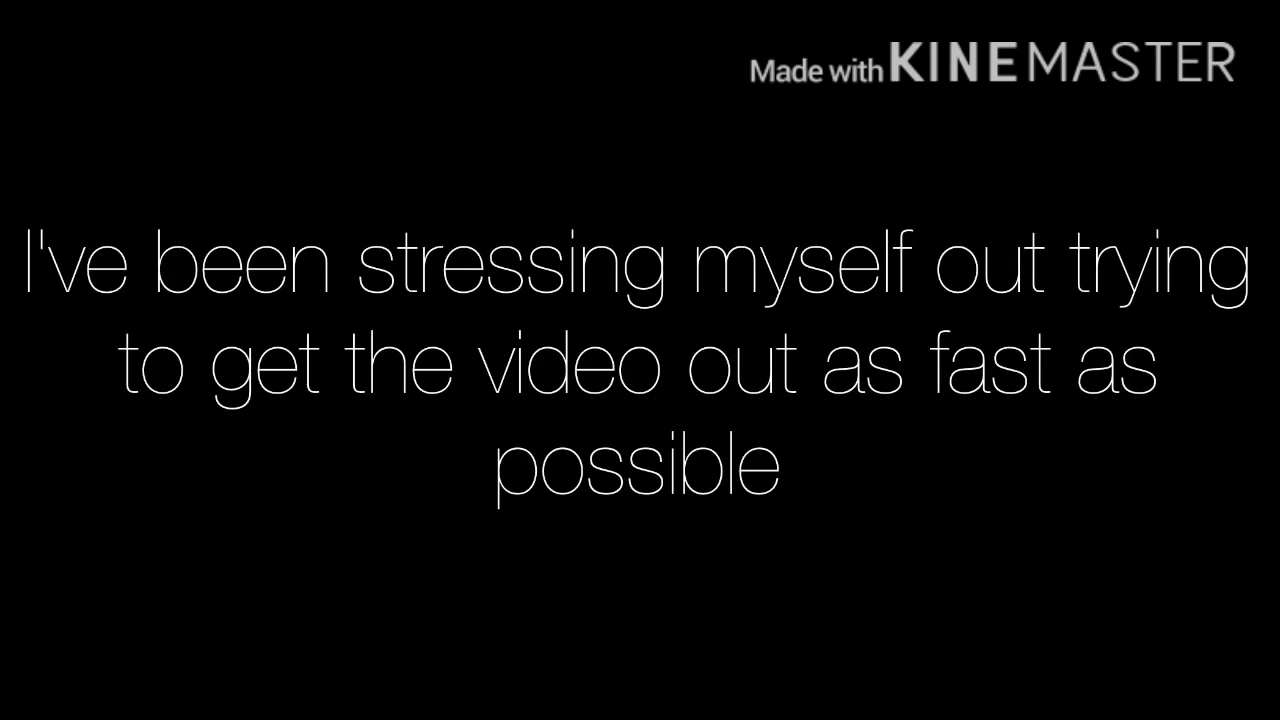 Made with KINEMASTER
I've been stressing myself out trying
to get the video out as fast as
possible